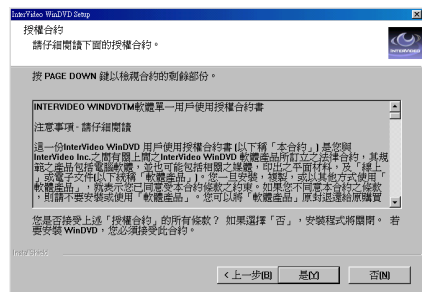 InterVideo WinDVD Setup
授權合約
請仔細閱讀下面的授權合約。
INTERVIDEO
按 PAGE DOWN 鍵以檢視合約的剩餘部份。
INTERVIDEO WINDVDTM軟體單一用戶使用授權合約書
注意事項 - 請仔細閱讀
這一份InterVideo WinDVD 用戶使用授權合約書 (以下稱「本合約」) 是您與
InterVideo Inc.之間有關上開之InterVideo WinDVD 軟體產品所訂立之法律合約，其規
範之產品包括電腦軟體，並也可能包括相關之媒體，印出之平面材料，及「線上
」或電子文件(以下統稱「軟體產品」)。您一旦安裝，複製，或以其他方式使用「
軟體產品」，就表示您已同意受本合約條款之約束。如果您不同意本合約之條款
，則請不要安裝或使用「軟體產品」。您可以將「軟體產品」原封退還給原購買
您是否接受上述「授權合約」的所有條款？ 如果選擇「否」，安裝程式將關閉。 若
要安裝 WinDVD，您必須接受此合約。
InstallShield
< 上一步(B) 是(Y) 否(N)